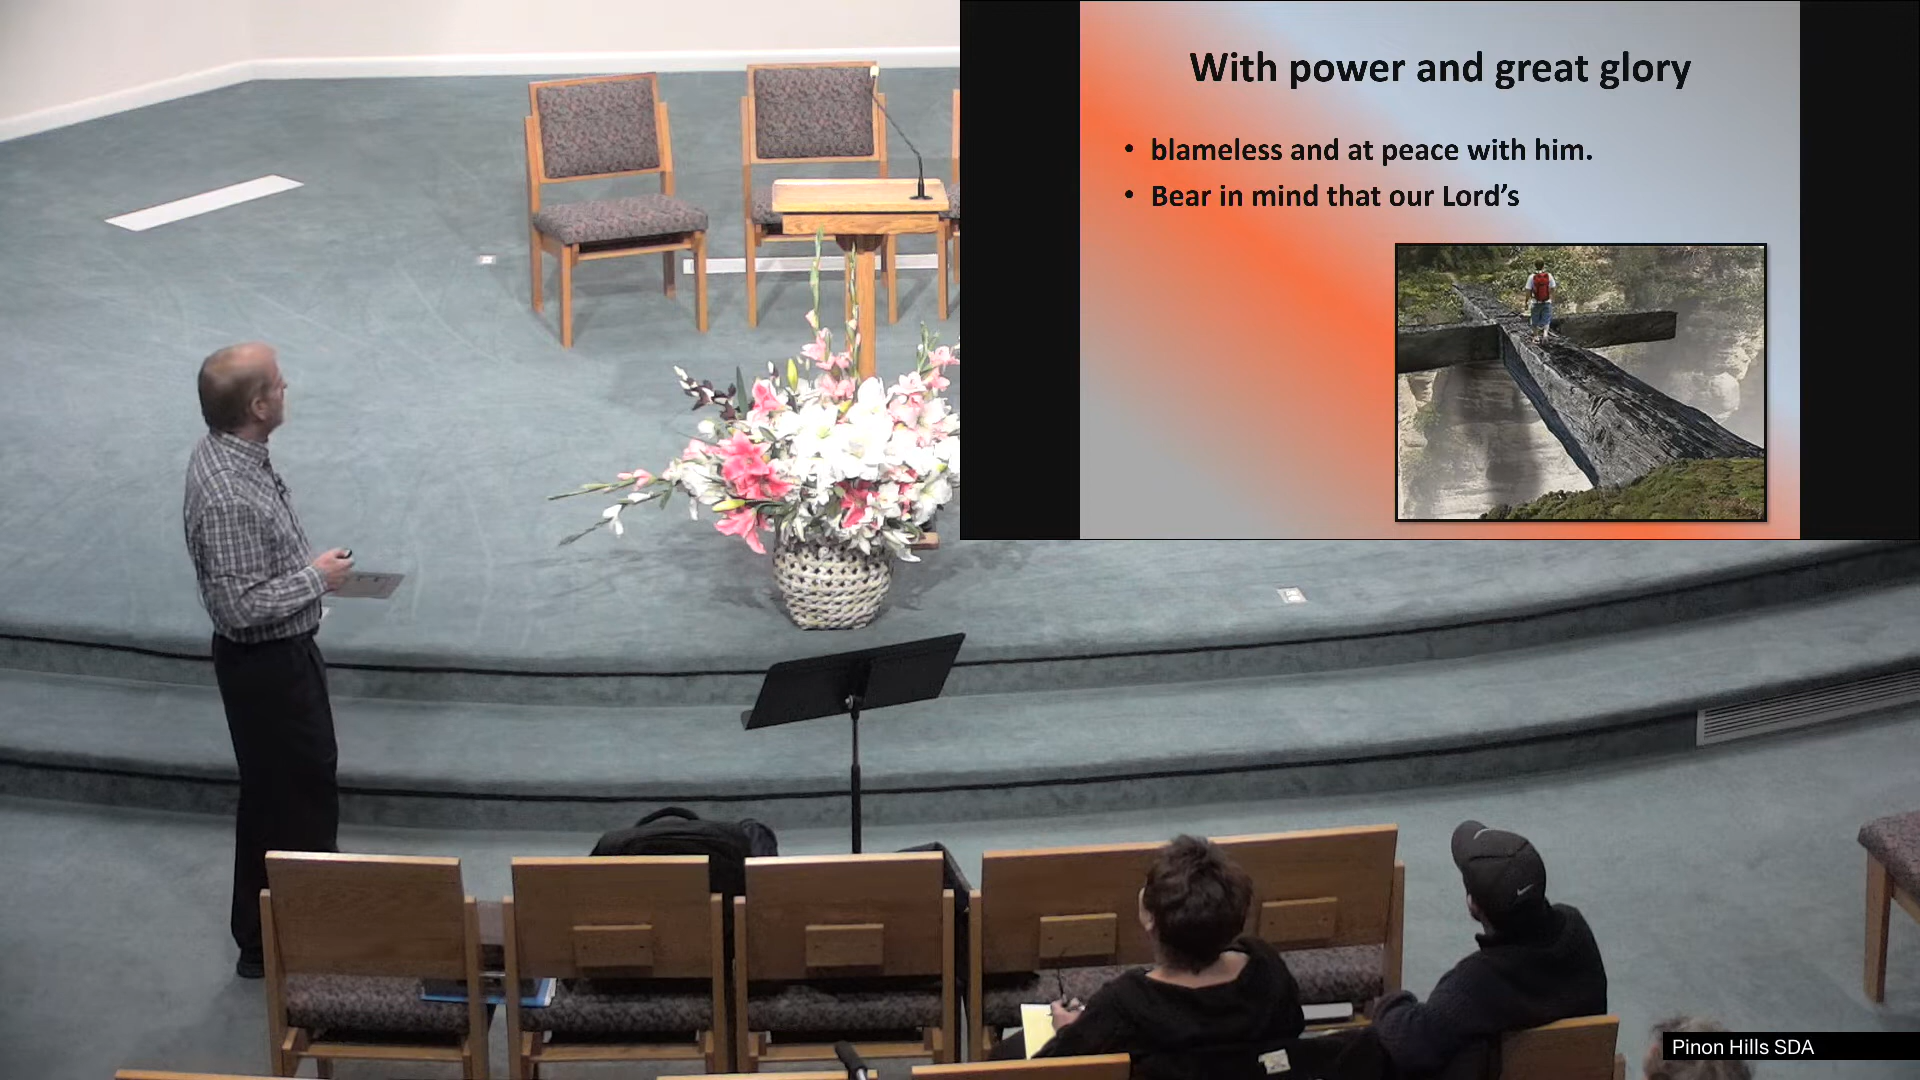 With power and great glory
• blameless and at peace with him.
• Bear in mind that our Lord’s
Pinon Hills SDA